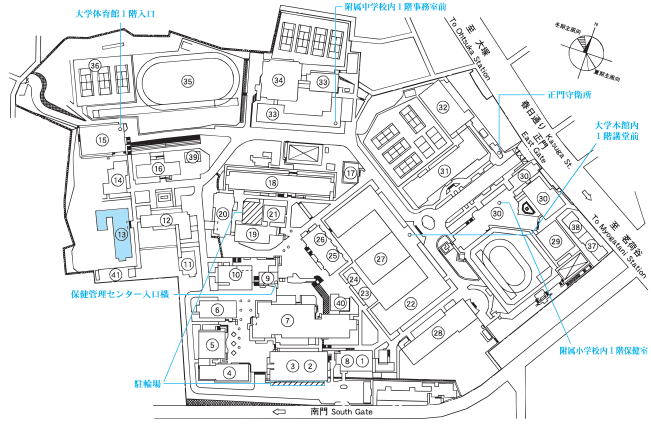 大学体育館１階入口
附属中学校内１階事務室前
至 大塚
To Ohtsuka Station
N
冬期主風向
夏期主風向
正門守衛所
春日通り
Kasuga St.
正門
East Gate
大学本館内
１階講堂前
至 茗荷谷
To Myogatani Station
36
35
34
33
33
32
15
16
39
14
13
12
11
41
17
18
31
30
30
30
20
21
19
26
25
27
29
38
37
10
9
24
23
22
40
28
保健管理センター入口横
6
7
5
4
3
2
8
1
附属小学校内１階保健室
駐輪場
南門 South Gate